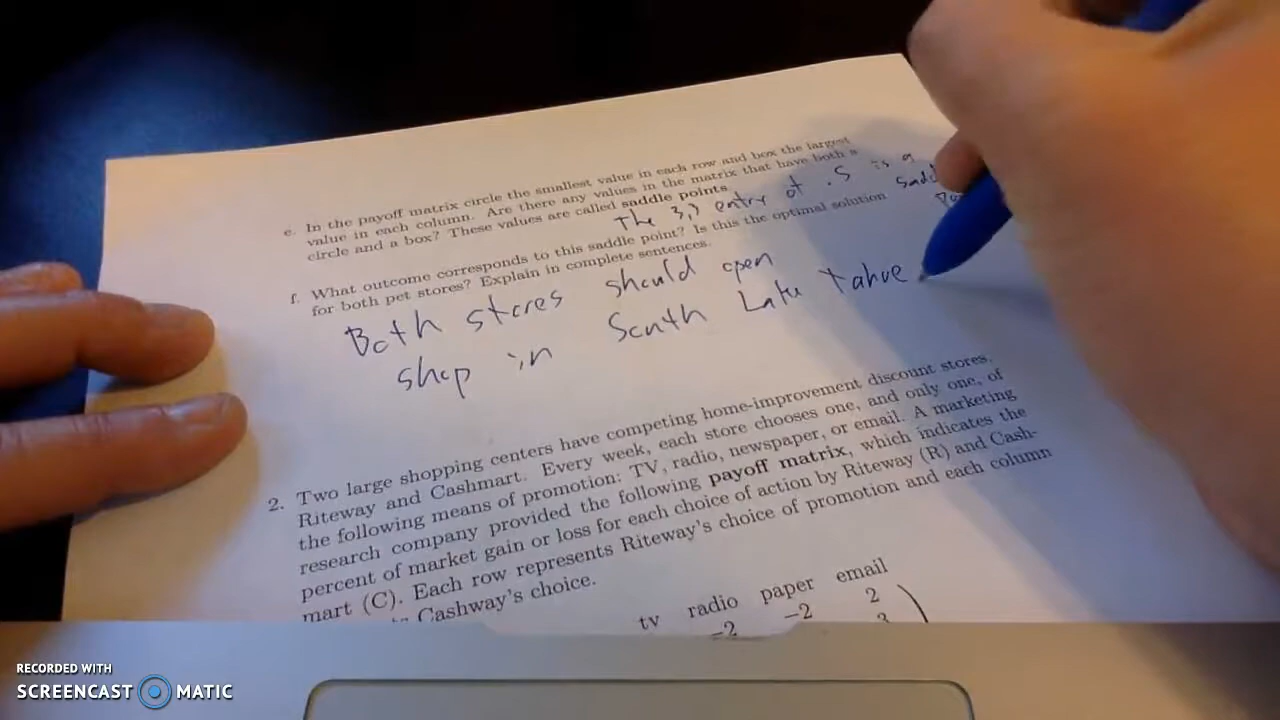 e. In the payoff matrix circle the smallest value in each row and box the largest
value in each column. Are there any values in the matrix that have both a
circle and a box? These values are called saddle points.
The 3,3 entry of .5 is a
f. What outcome corresponds to this saddle point? Is this the optimal solution
for both pet stores? Explain in complete sentences.
Both stores should open
shop in South Lake Tahoe.
2. Two large shopping centers have competing home-improvement discount stores,
Riteway and Cashmart. Every week, each store chooses one, and only one, of
the following means of promotion: TV, radio, newspaper, or email. A marketing
research company provided the following payoff matrix, which indicates the
percent of market gain or loss for each choice of action by Riteway (R) and Cash-
mart (C). Each row represents Riteway's choice of promotion and each column
Cashway's choice.
tv radio paper email
-2 -2 2
RECORDED WITH
SCREENCAST MATIC